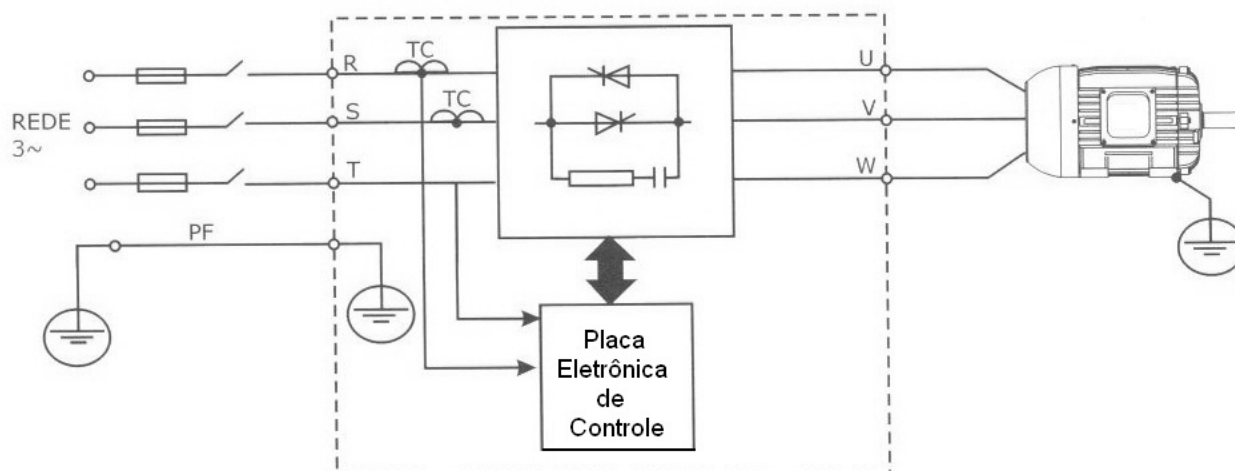 TC
R
TC
S
T
REDE
3~
PF
U
V
W
Placa
Eletrônica
de
Controle